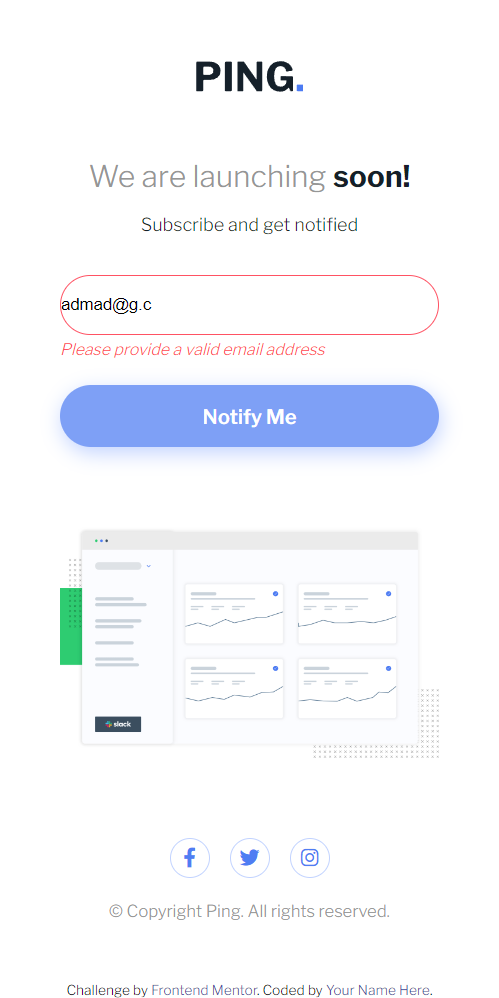 PING.
We are launching soon!
Subscribe and get notified
admad@g.c
Please provide a valid email address
Notify Me
slack
© Copyright Ping. All rights reserved.
Challenge by Frontend Mentor. Coded by Your Name Here.